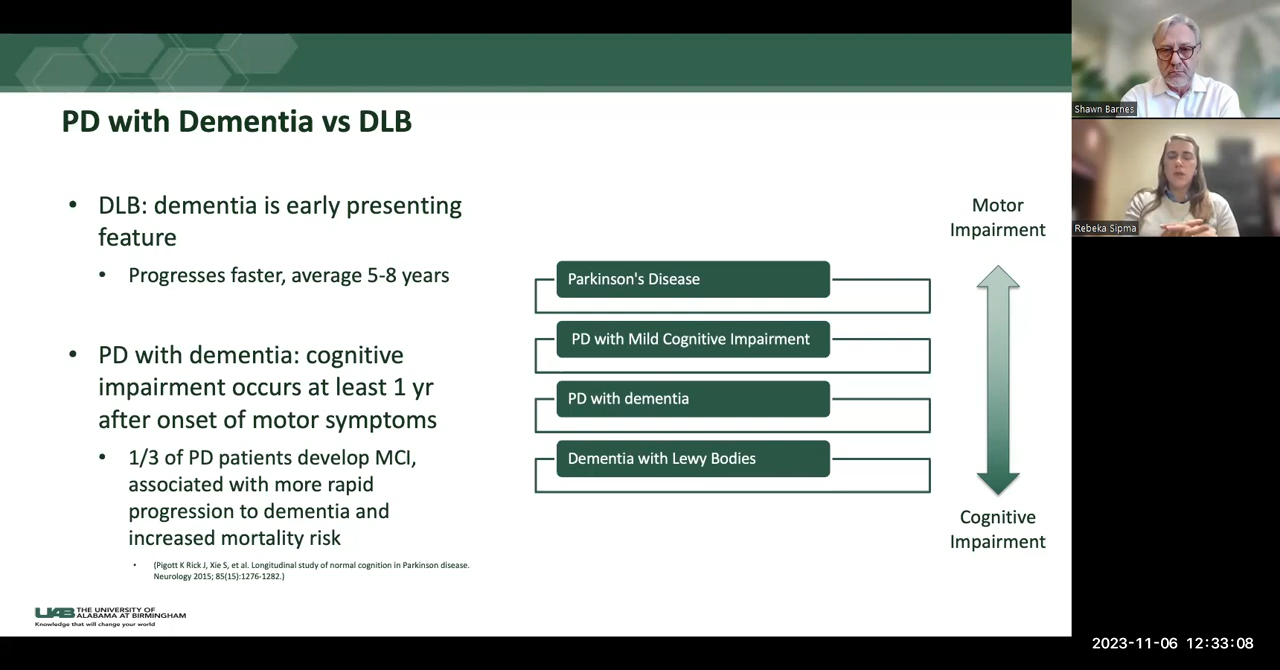 PD with Dementia vs DLB
• DLB: dementia is early presenting
feature
• Progresses faster, average 5-8 years
• PD with dementia: cognitive
impairment occurs at least 1 yr
after onset of motor symptoms
• 1/3 of PD patients develop MCI,
associated with more rapid
progression to dementia and
increased mortality risk
• (Pigott K Rick J, Xie S, et al. Longitudinal study of normal cognition in Parkinson disease.
Neurology 2015; 85(15):1276-1282.)
Parkinson's Disease
PD with Mild Cognitive Impairment
PD with dementia
Dementia with Lewy Bodies
Motor
Impairment
Cognitive
Impairment
UAB THE UNIVERSITY OF
ALABAMA AT BIRMINGHAM
Knowledge that will change your world
Shawn Barnes
Rebeka Sipma
2023-11-06 12:33:08